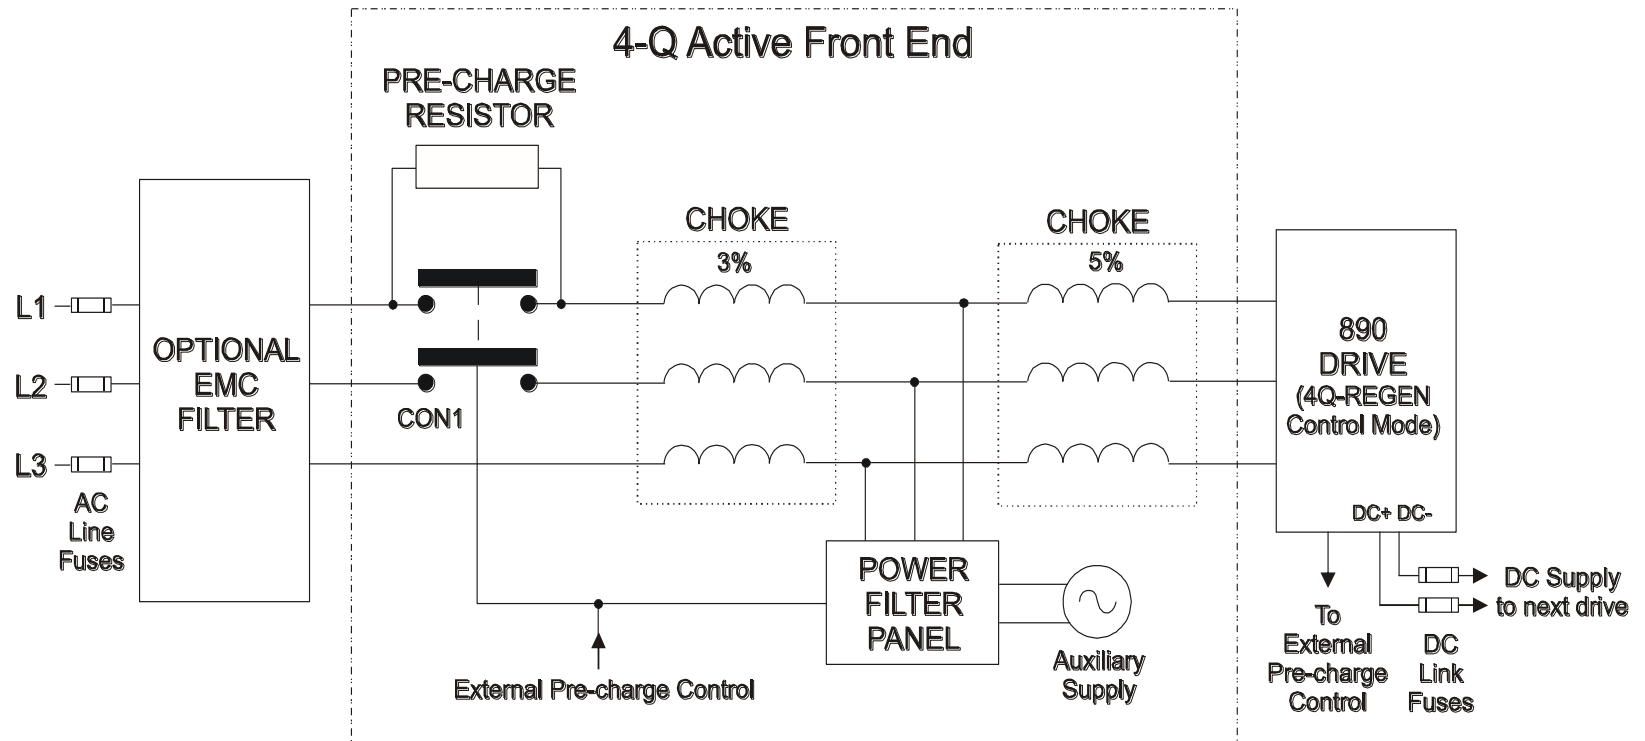 4-Q Active Front End
PRE-CHARGE
RESISTOR
CHOKE
3%
CHOKE
5%
L1
L2
L3
AC
Line
Fuses
OPTIONAL
EMC
FILTER
CON1
890
DRIVE
(4Q-REGEN
Control Mode)
DC+ DC-
POWER
FILTER
PANEL
External Pre-charge Control
Auxiliary
Supply
To
External
Pre-charge
Control
DC
Link
Fuses
DC Supply
to next drive